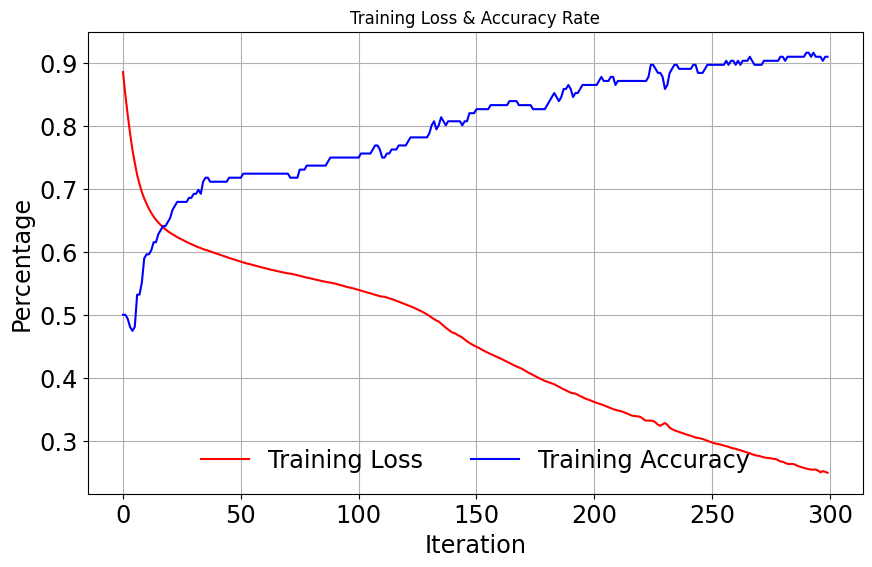 Training Loss & Accuracy Rate
Percentage
0.9
0.8
0.7
0.6
0.5
0.4
0.3
Training Loss
Training Accuracy
0
50
100
150
200
250
300
Iteration